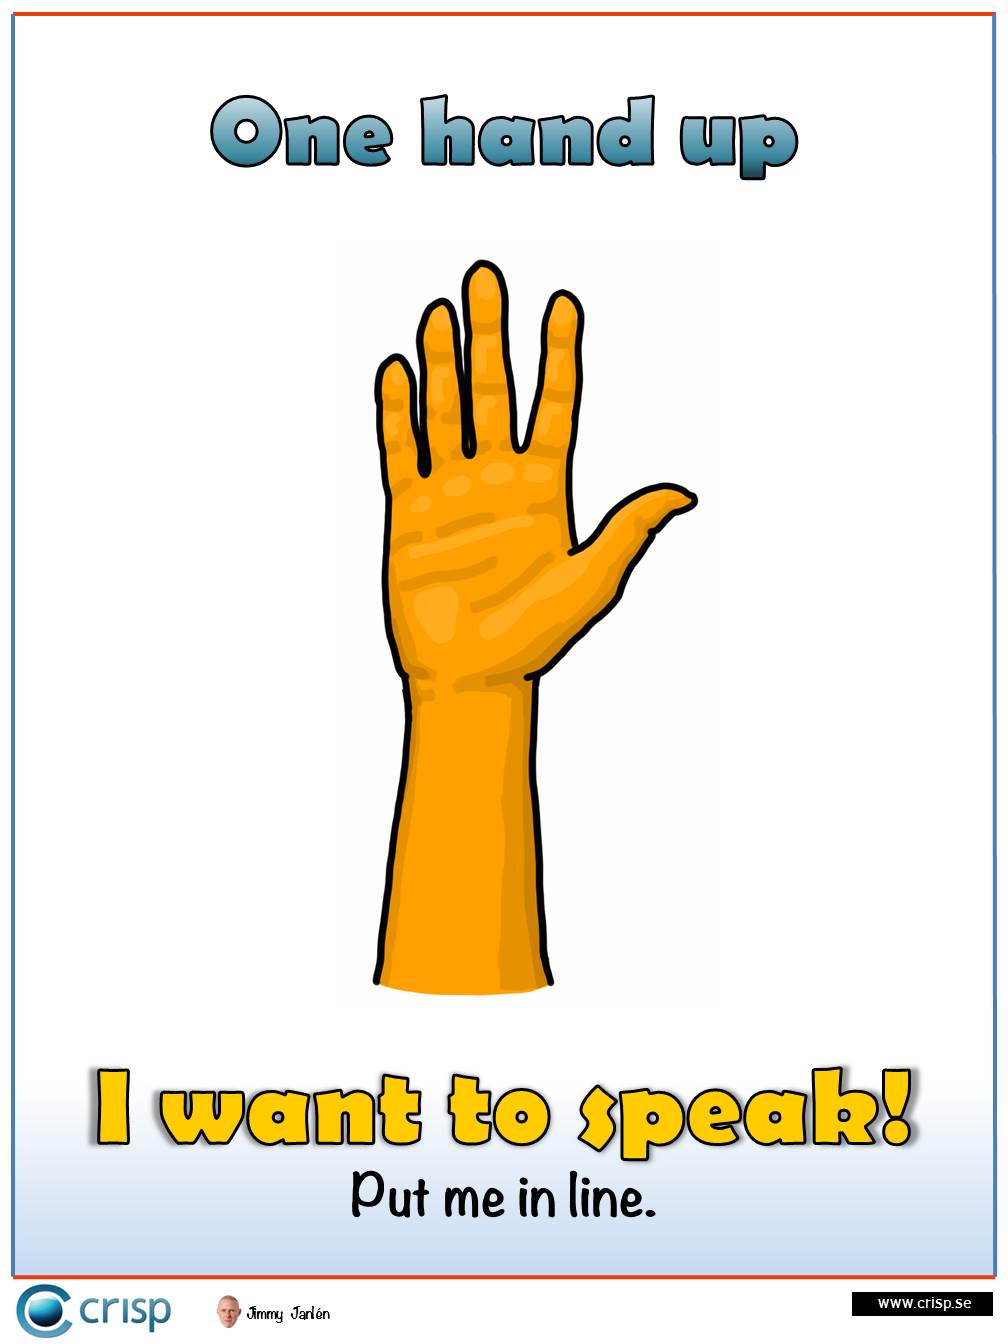 One hand up
I want to speak!
Put me in line.
crisp
Jimmy Janlén
www.crisp.se